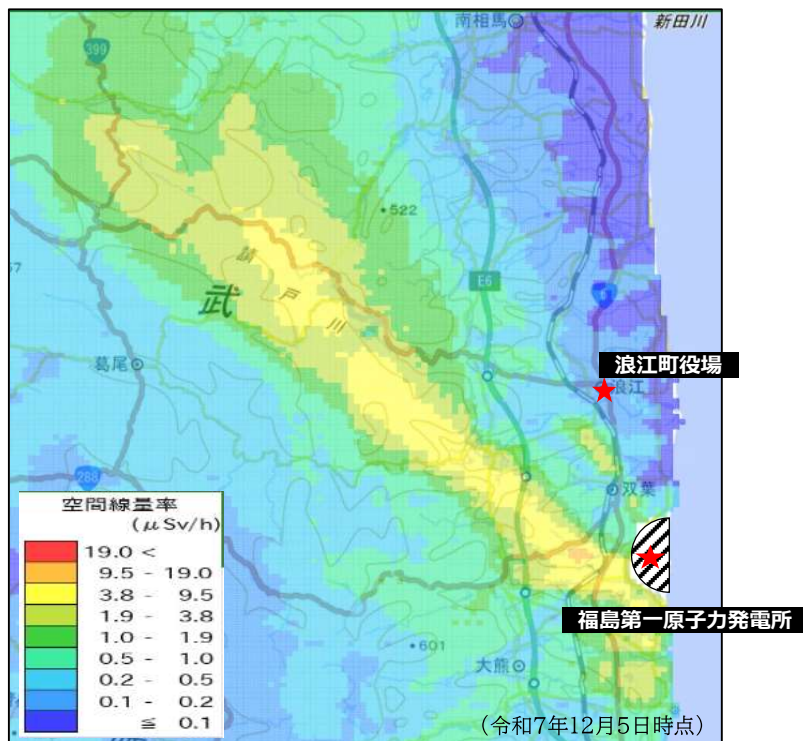 南相馬
新田川
399
522
E6
請戸川
武
37
葛尾
浪江町役場
浪江
288
双葉
空間線量率
(μSv/h)
19.0 <
9.5 - 19.0
3.8 - 9.5
1.9 - 3.8
1.0 - 1.9
0.5 - 1.0
0.2 - 0.5
0.1 - 0.2
≦ 0.1
福島第一原子力発電所
601
大熊
(令和7年12月5日時点)